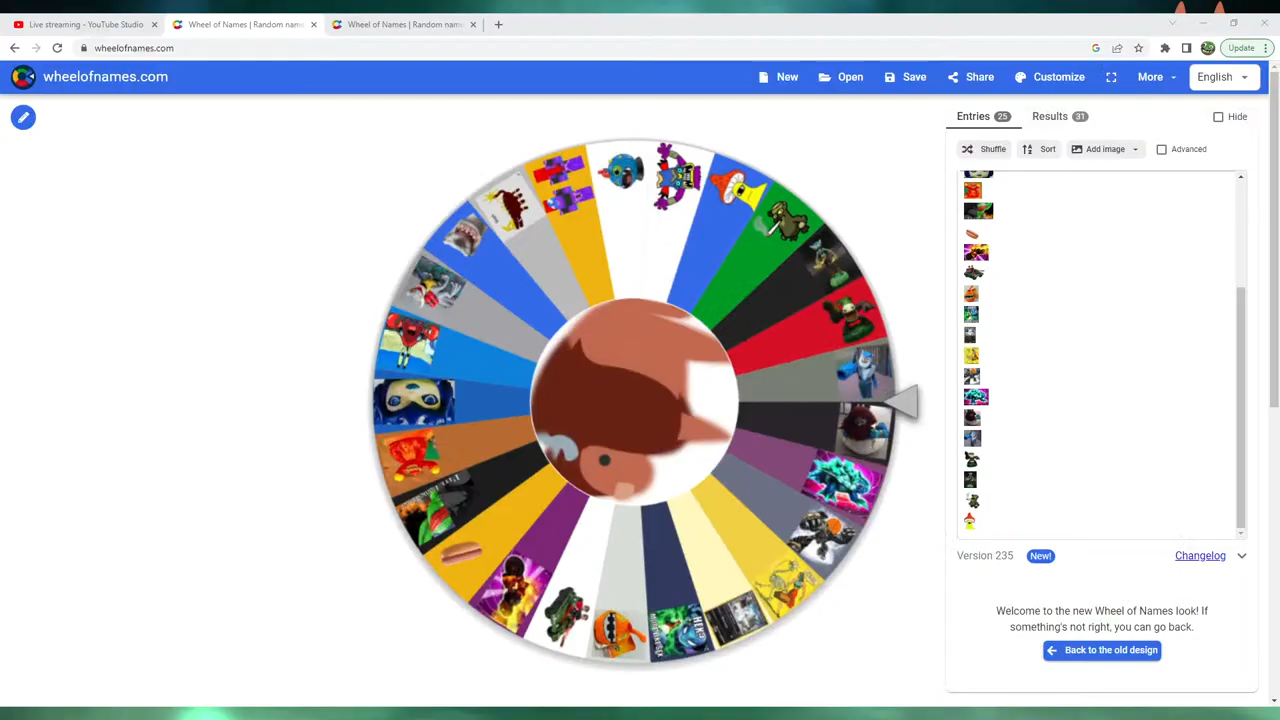 Live streaming - YouTube Studio
Wheel of Names | Random name
Wheel of Names | Random name
wheelofnames.com
Update
wheelofnames.com
New
Open
Save
Share
Customize
More
English
Entries 25
Results 31
Hide
Shuffle
Sort
Add image
Advanced
Version 235
New!
Changelog
Welcome to the new Wheel of Names look! If
something's not right, you can go back.
Back to the old design